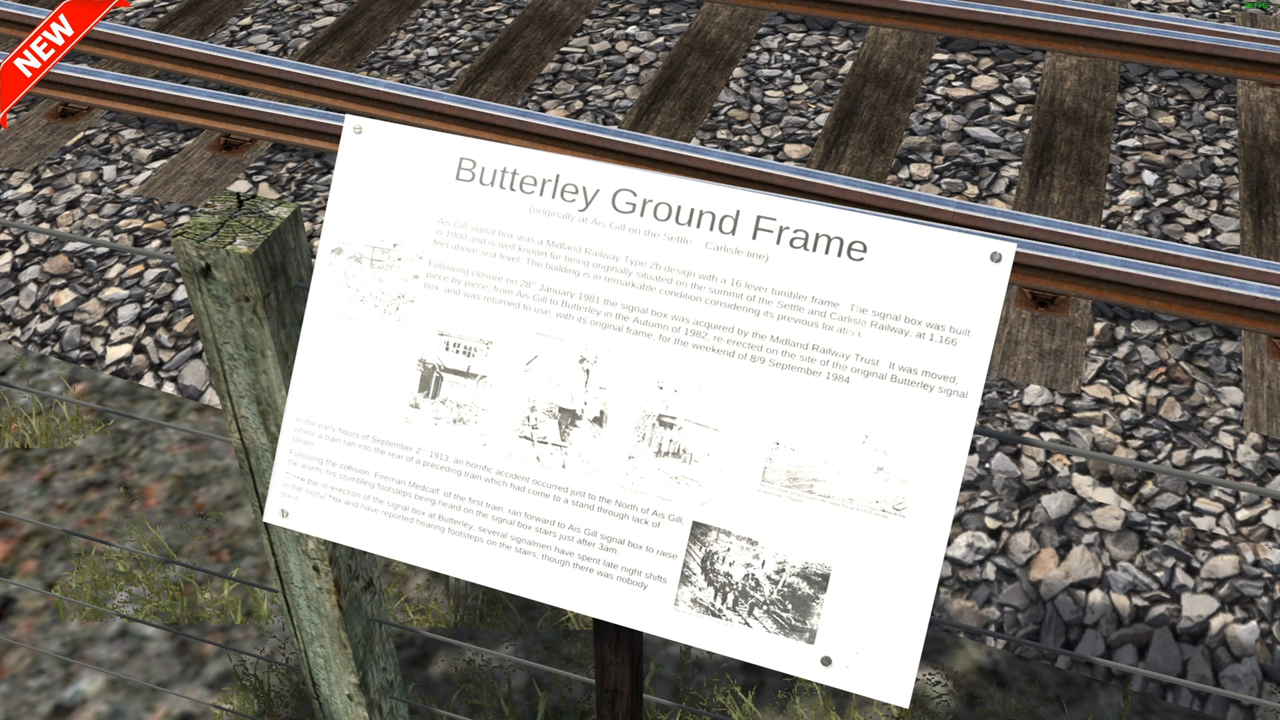 NEW
Butterley Ground Frame
(originally at Ais Gill on the Settle - Carlisle line)
Ais Gill signal box was a Midland Railway Type 2b design with a 16 lever tumbler frame. The signal box was built
in 1900 and is well known for being originally situated on the summit of the Settle and Carlisle Railway, at 1,166
feet above sea level. The building is in remarkable condition considering its previous location
Following closure on 28th January 1981 the signal box was acquired by the Midland Railway Trust. It was moved,
piece by piece, from Ais Gill to Butterley in the Autumn of 1982, re-erected on the site of the original Butterley signal
box, and was returned to use, with its original frame, for the weekend of 8/9 September 1984.
In the early hours of September 2nd 1913, an horrific accident occurred just to the North of Ais Gill,
where a train ran into the rear of a preceding train which had come to a stand through lack of
steam.
Following the collision, Fireman Medcalf, of the first train, ran forward to Ais Gill signal box to raise
the alarm, his stumbling footsteps being heard on the signal box stairs just after 3am.
Since the re-erection of the signal box at Butterley, several signalmen have spent late night shifts
in the signal box and have reported hearing footsteps on the stairs, though there was nobody
there